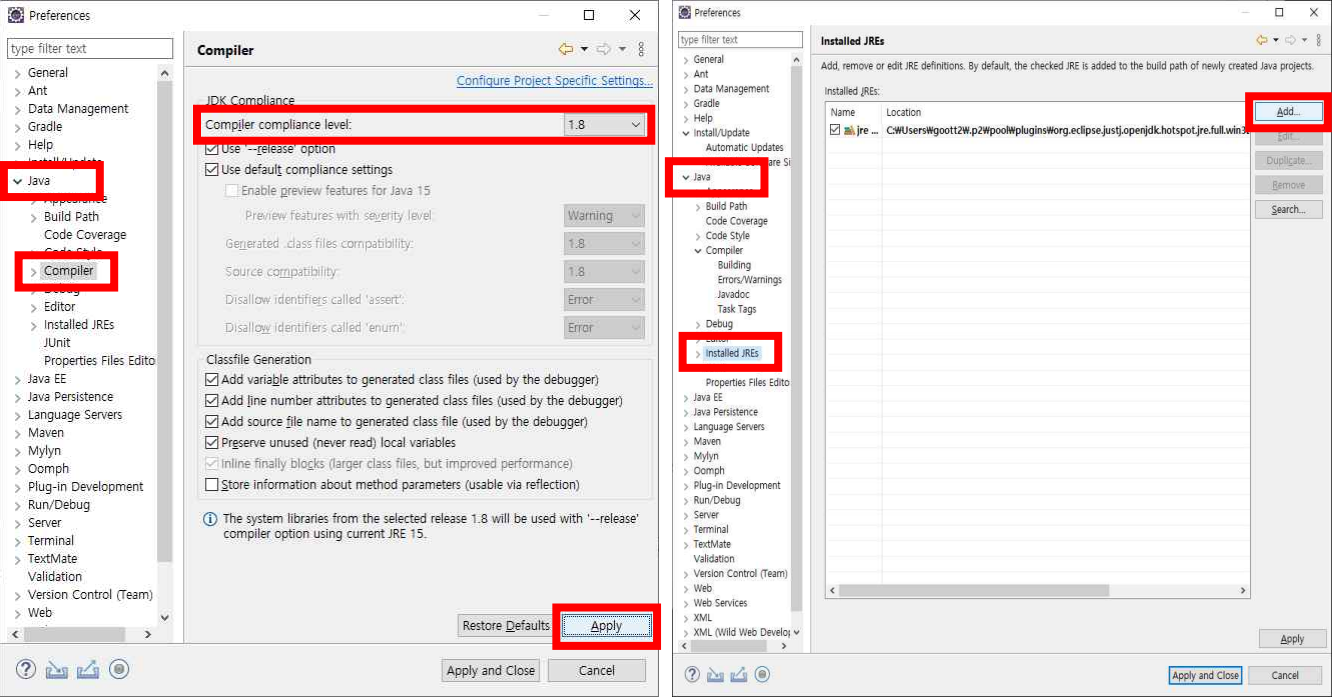 Preferences
type filter text
General
Ant
Data Management
Gradle
Help
Install/Update
Java
Appearance
Build Path
Code Coverage
Code Style
Compiler
Debug
Editor
Installed JREs
JUnit
Properties Files Edito
Java EE
Java Persistence
Language Servers
Maven
Mylyn
Oomph
Plug-in Development
Run/Debug
Server
Terminal
TextMate
Validation
Version Control (Team)
Web
Compiler
Configure Project Specific Settings...
JDK Compliance
Compiler compliance level: 1.8
Use '--release' option
Use default compliance settings
Enable preview features for Java 15
Preview features with severity level: Warning
Generated .class files compatibility: 1.8
Source compatibility: 1.8
Disallow identifiers called 'assert': Error
Disallow identifiers called 'enum': Error
Classfile Generation
Add variable attributes to generated class files (used by the debugger)
Add line number attributes to generated class files (used by the debugger)
Add source file name to generated class file (used by the debugger)
Preserve unused (never read) local variables
Inline finally blocks (larger class files, but improved performance)
Store information about method parameters (usable via reflection)
The system libraries from the selected release 1.8 will be used with '--release'
compiler option using current JRE 15.
Restore Defaults Apply
Apply and Close Cancel
Preferences
type filter text
General
Ant
Data Management
Gradle
Help
Install/Update
Automatic Updates
Java
Build Path
Code Coverage
Code Style
Compiler
Building
Errors/Warnings
Javadoc
Task Tags
Debug
Editor
Installed JREs
Properties Files Edito
Java EE
Java Persistence
Language Servers
Maven
Mylyn
Oomph
Plug-in Development
Run/Debug
Server
Terminal
TextMate
Validation
Version Control (Team)
Web
Web Services
XML
XML (Wild Web Develop
Installed JREs
Add, remove or edit JRE definitions. By default, the checked JRE is added to the build path of newly created Java projects.
Installed JREs:
Name Location
jre ... C:₩Users₩goott2₩.p2₩pool₩plugins₩org.eclipse.justj.openjdk.hotspot.jre.full.win3
Add...
Edit...
Duplicate...
Remove
Search...
Apply
Apply and Close Cancel